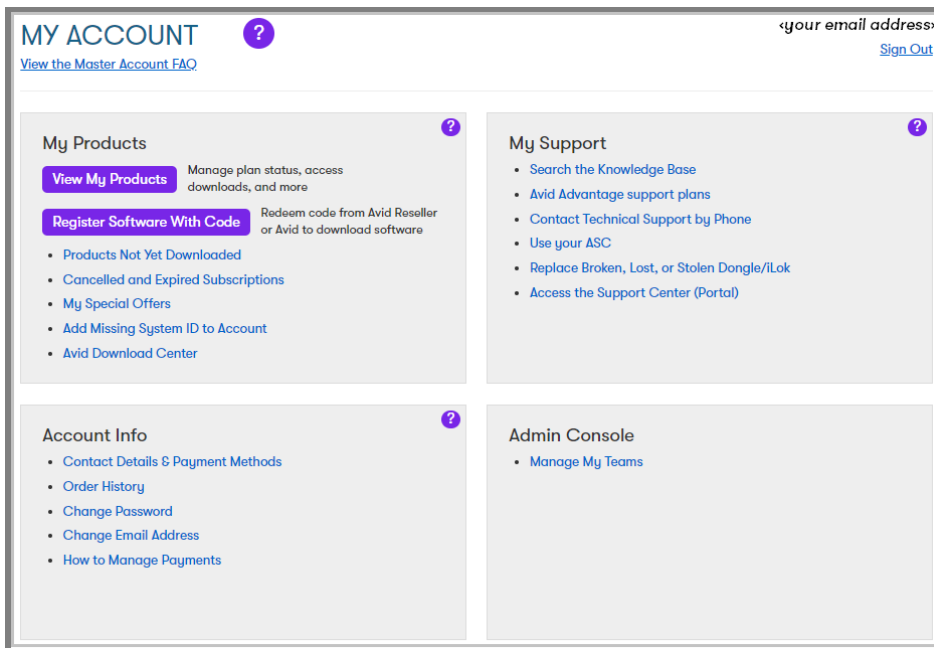 MY ACCOUNT
?
<your email address>
View the Master Account FAQ
Sign Out
My Products
?
View My Products
Manage plan status, access
downloads, and more
Register Software With Code
Redeem code from Avid Reseller
or Avid to download software
• Products Not Yet Downloaded
• Cancelled and Expired Subscriptions
• My Special Offers
• Add Missing System ID to Account
• Avid Download Center
My Support
?
• Search the Knowledge Base
• Avid Advantage support plans
• Contact Technical Support by Phone
• Use your ASC
• Replace Broken, Lost, or Stolen Dongle/iLok
• Access the Support Center (Portal)
Account Info
?
• Contact Details & Payment Methods
• Order History
• Change Password
• Change Email Address
• How to Manage Payments
Admin Console
• Manage My Teams